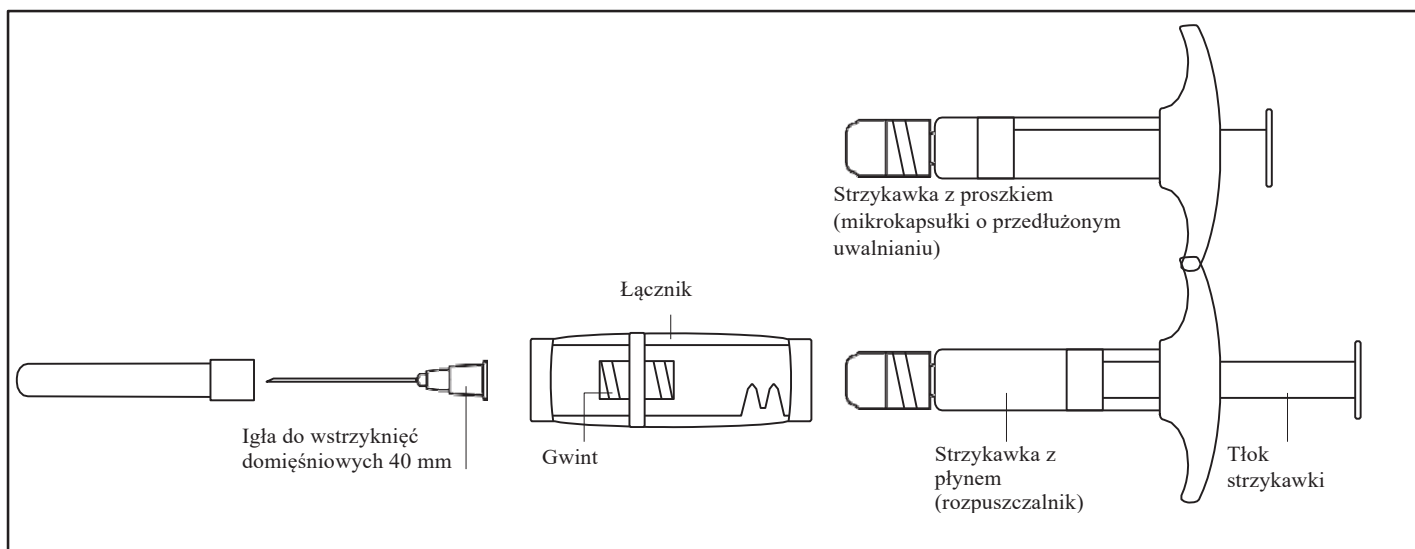 Strzykawka z proszkiem
(mikrokapsułki o przedłużonym
uwalnianiu)
Łącznik
Igła do wstrzyknięć
domięśniowych 40 mm
Gwint
Strzykawka z
płynem
(rozpuszczalnik)
Tłok
strzykawki